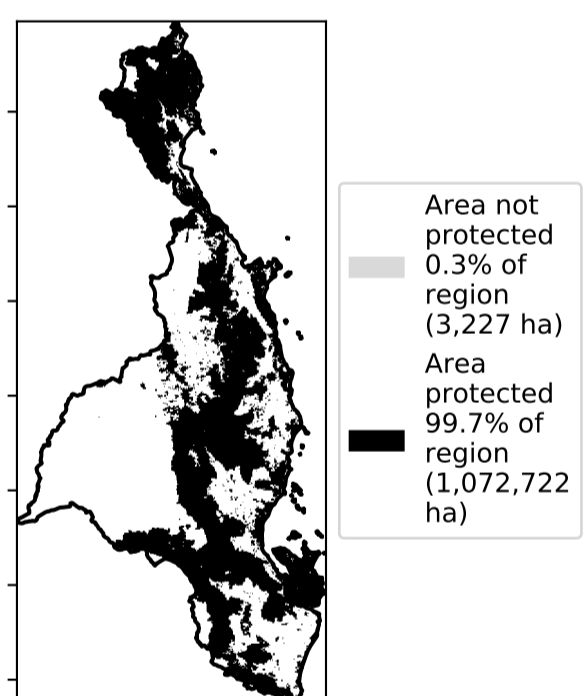 Area not
protected
0.3% of
region
(3,227 ha)
Area
protected
99.7% of
region
(1,072,722
ha)